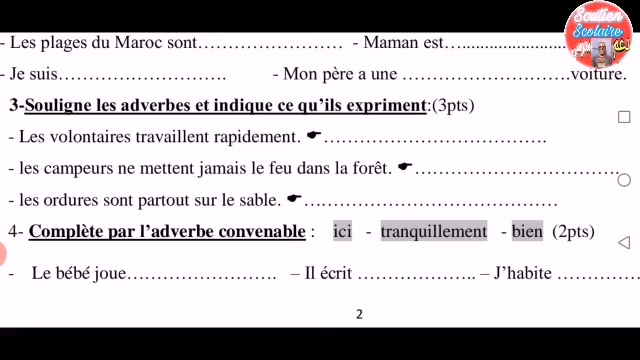 Soutien
Scolaire
- Les plages du Maroc sont…………………… - Maman est….........................
- Je suis………………………. - Mon père a une ……………………….voiture.
3-Souligne les adverbes et indique ce qu'ils expriment:(3pts)
- Les volontaires travaillent rapidement. ☛……………………………….
- les campeurs ne mettent jamais le feu dans la forêt. ☛…………………………….
- les ordures sont partout sur le sable. ☛…………………………………
4- Complète par l'adverbe convenable : ici - tranquillement - bien (2pts)
- Le bébé joue……………………. – Il écrit ……………….. – J'habite …………
2